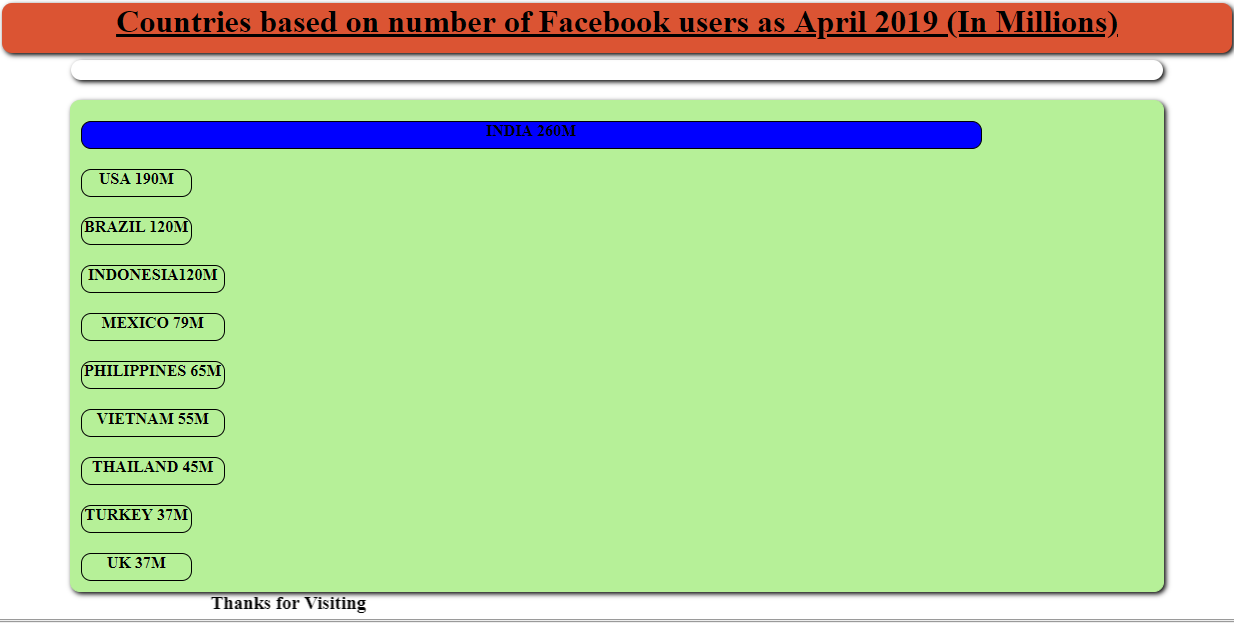 Countries based on number of Facebook users as April 2019 (In Millions)
INDIA 260M
USA 190M
BRAZIL 120M
INDONESIA120M
MEXICO 79M
PHILIPPINES 65M
VIETNAM 55M
THAILAND 45M
TURKEY 37M
UK 37M
Thanks for Visiting